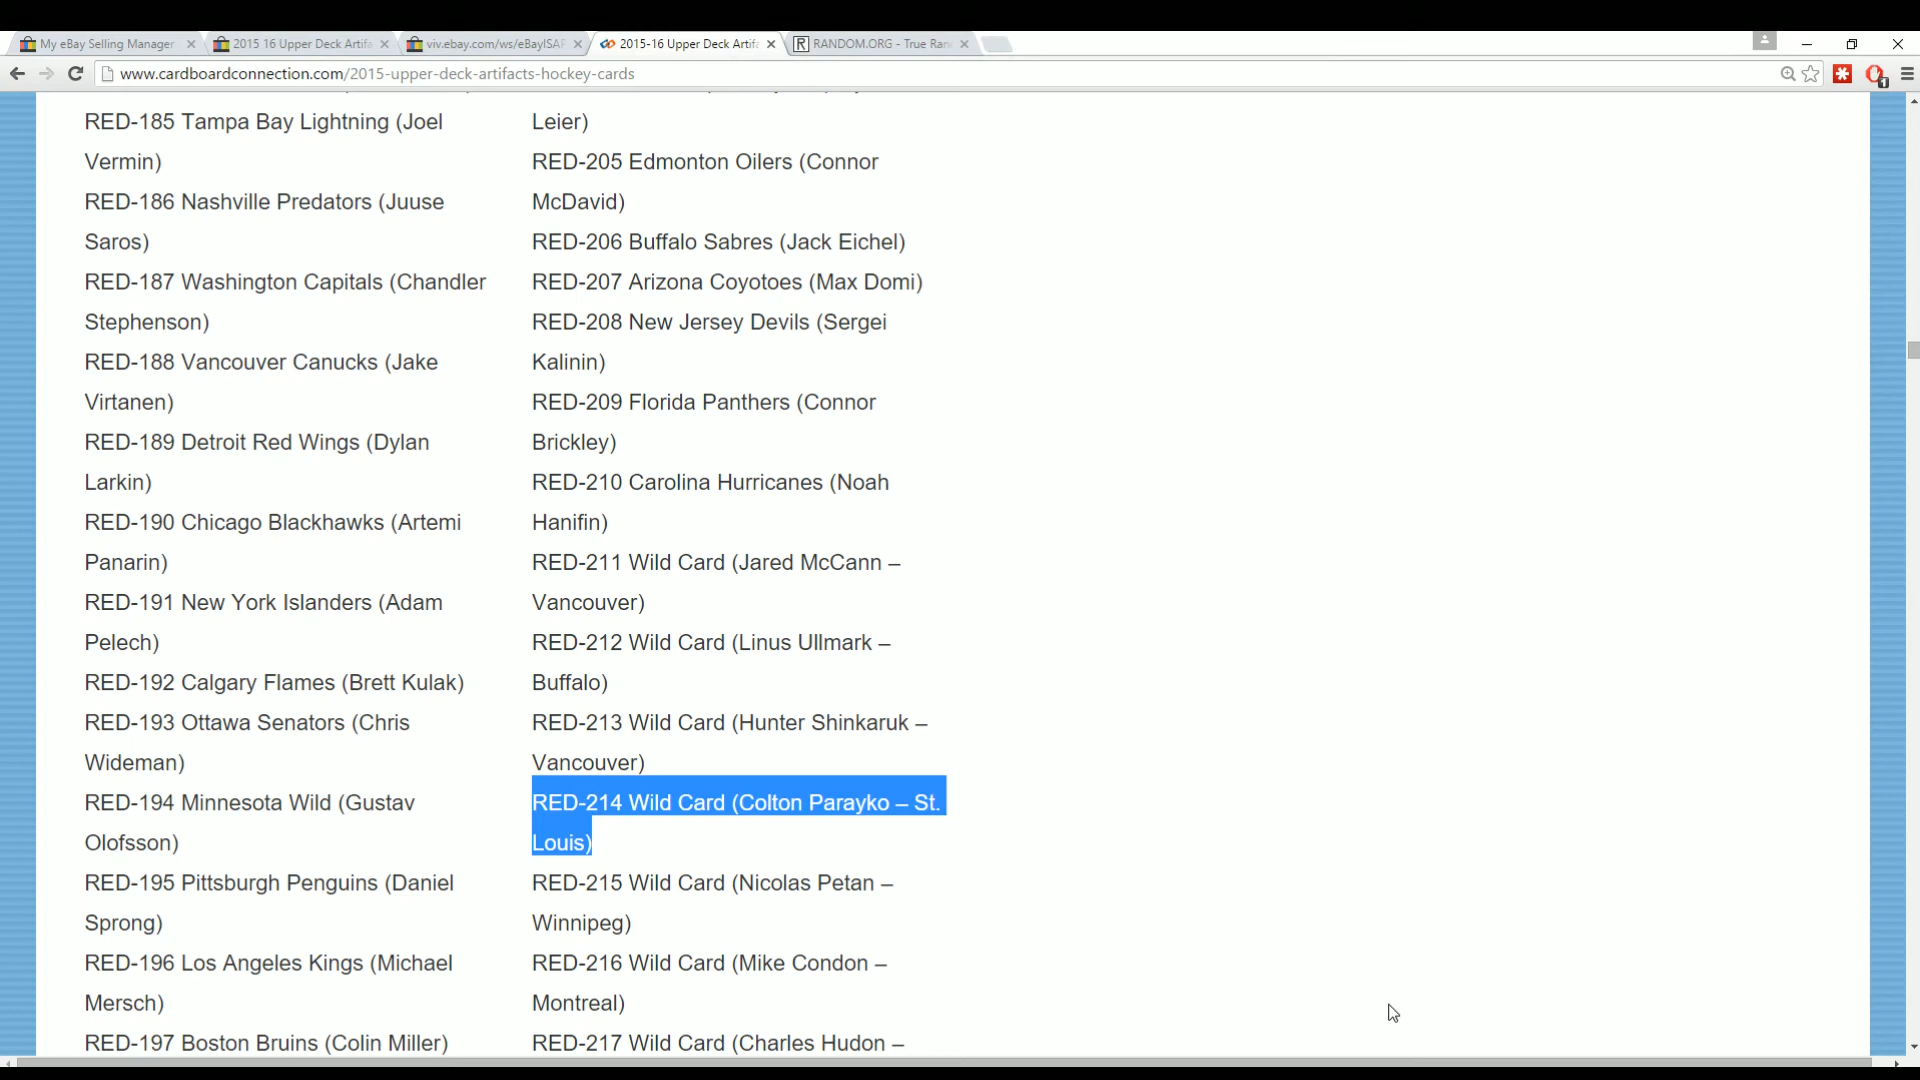 My eBay Selling Manager
2015 16 Upper Deck Artifa
viv.ebay.com/ws/eBayISAP
2015-16 Upper Deck Artifa
RANDOM.ORG - True Ran
www.cardboardconnection.com/2015-upper-deck-artifacts-hockey-cards
RED-185 Tampa Bay Lightning (Joel
Vermin)
RED-186 Nashville Predators (Juuse
Saros)
RED-187 Washington Capitals (Chandler
Stephenson)
RED-188 Vancouver Canucks (Jake
Virtanen)
RED-189 Detroit Red Wings (Dylan
Larkin)
RED-190 Chicago Blackhawks (Artemi
Panarin)
RED-191 New York Islanders (Adam
Pelech)
RED-192 Calgary Flames (Brett Kulak)
RED-193 Ottawa Senators (Chris
Wideman)
RED-194 Minnesota Wild (Gustav
Olofsson)
RED-195 Pittsburgh Penguins (Daniel
Sprong)
RED-196 Los Angeles Kings (Michael
Mersch)
RED-197 Boston Bruins (Colin Miller)
Leier)
RED-205 Edmonton Oilers (Connor
McDavid)
RED-206 Buffalo Sabres (Jack Eichel)
RED-207 Arizona Coyotoes (Max Domi)
RED-208 New Jersey Devils (Sergei
Kalinin)
RED-209 Florida Panthers (Connor
Brickley)
RED-210 Carolina Hurricanes (Noah
Hanifin)
RED-211 Wild Card (Jared McCann –
Vancouver)
RED-212 Wild Card (Linus Ullmark –
Buffalo)
RED-213 Wild Card (Hunter Shinkaruk –
Vancouver)
RED-214 Wild Card (Colton Parayko – St.
Louis)
RED-215 Wild Card (Nicolas Petan –
Winnipeg)
RED-216 Wild Card (Mike Condon –
Montreal)
RED-217 Wild Card (Charles Hudon –